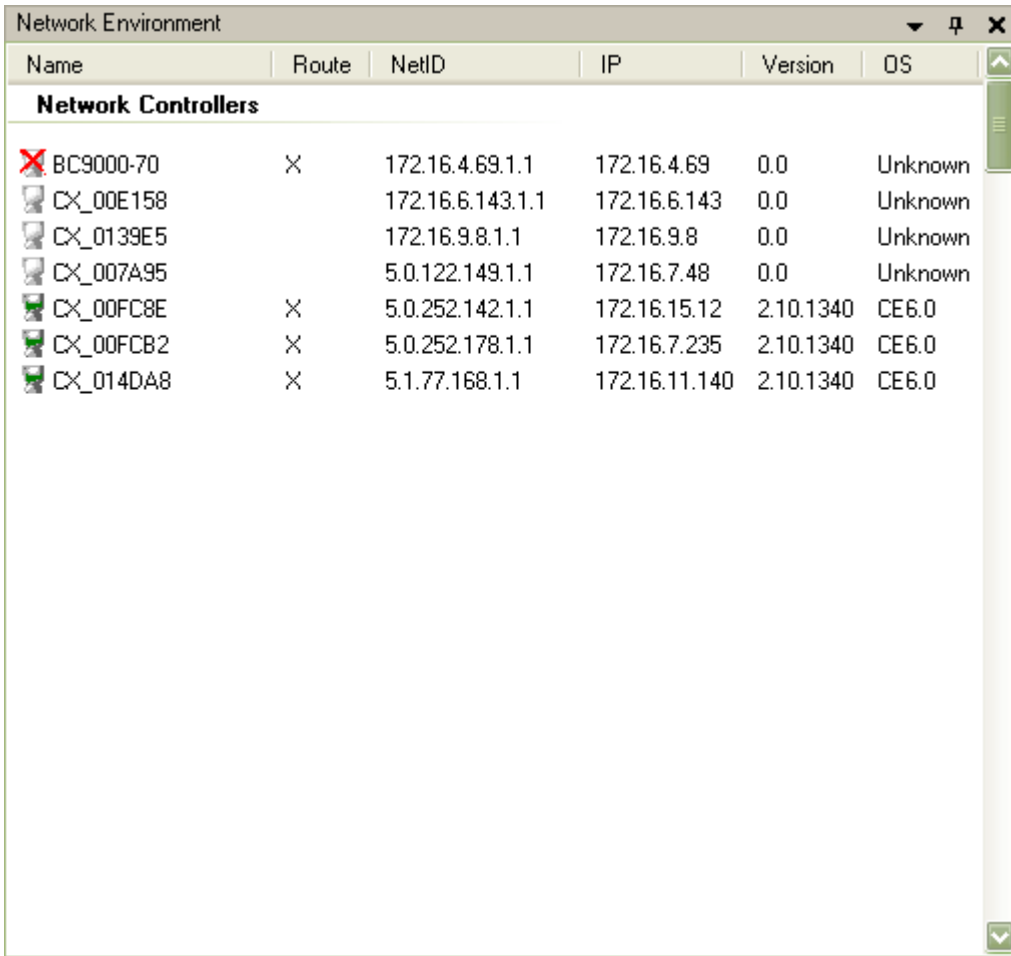 Network Environment
Name Route NetID IP Version OS
Network Controllers
BC9000-70 X 172.16.4.69.1.1 172.16.4.69 0.0 Unknown
CX_00E158 172.16.6.143.1.1 172.16.6.143 0.0 Unknown
CX_0139E5 172.16.9.8.1.1 172.16.9.8 0.0 Unknown
CX_007A95 5.0.122.149.1.1 172.16.7.48 0.0 Unknown
CX_00FC8E X 5.0.252.142.1.1 172.16.15.12 2.10.1340 CE6.0
CX_00FCB2 X 5.0.252.178.1.1 172.16.7.235 2.10.1340 CE6.0
CX_014DA8 X 5.1.77.168.1.1 172.16.11.140 2.10.1340 CE6.0